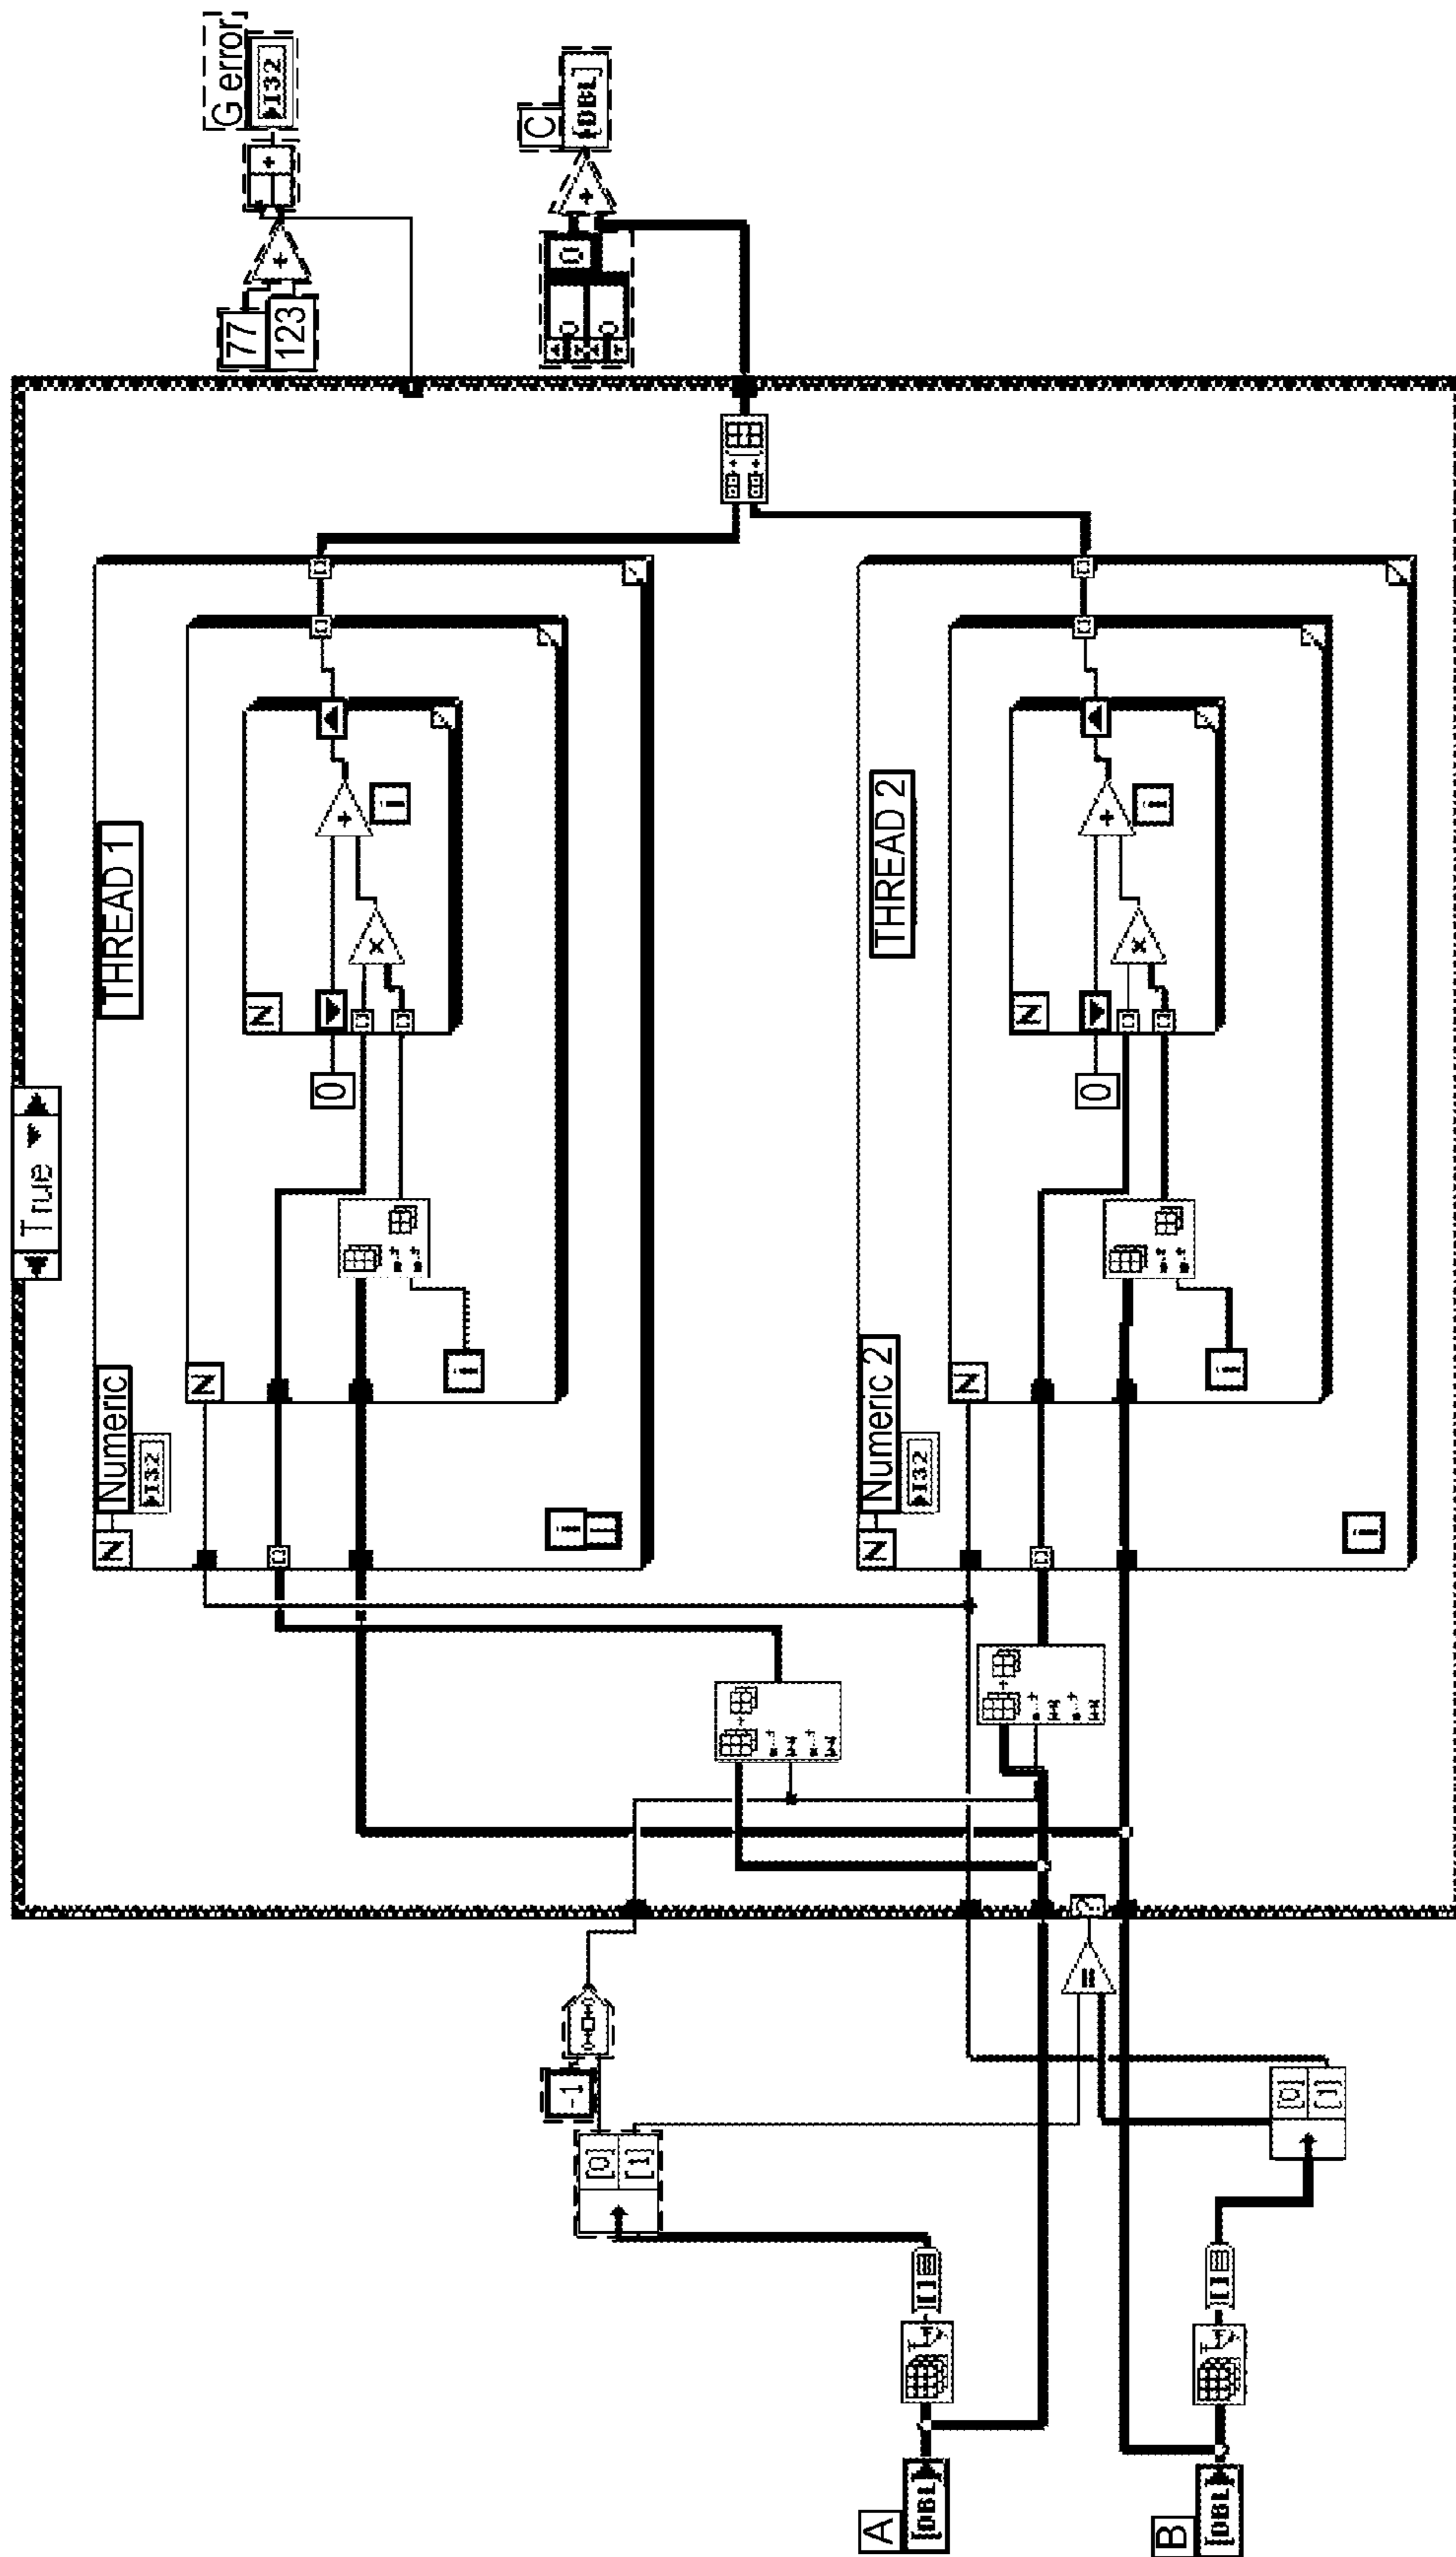 True
THREAD 1
Numeric
I32
N
N
i
i
N
0
i
THREAD 2
Numeric 2
I32
N
N
i
i
N
0
i
A
[DBL]
B
[DBL]
[0]
[1]
[0]
[1]
-1
=
77
123
G error
I32
0
C
[DBL]